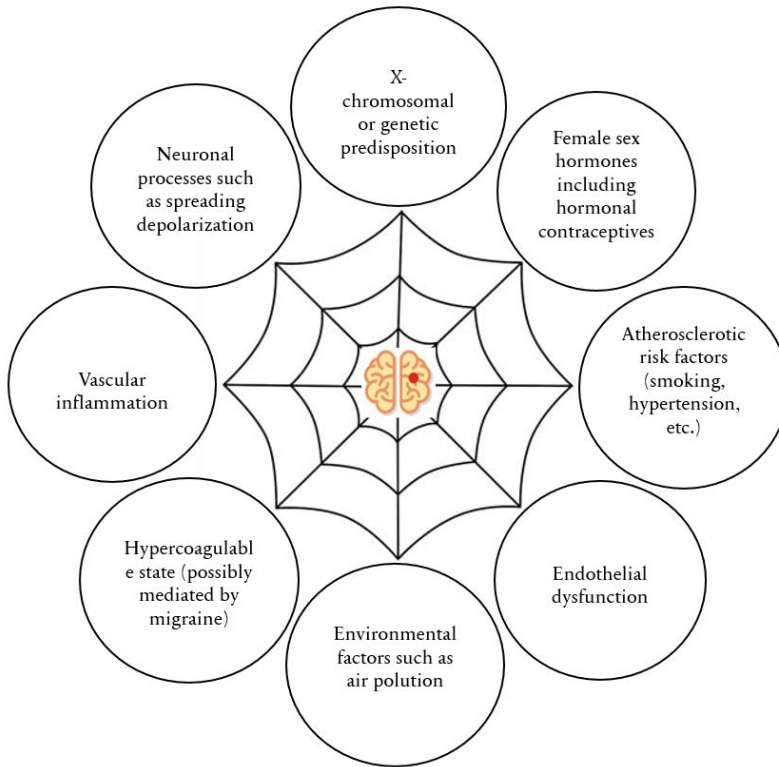 X-
chromosomal
or genetic
predisposition
Female sex
hormones
including
hormonal
contraceptives
Atherosclerotic
risk factors
(smoking,
hypertension,
etc.)
Endothelial
dysfunction
Environmental
factors such as
air polution
Hypercoagulabl
e state (possibly
mediated by
migraine)
Vascular
inflammation
Neuronal
processes such
as spreading
depolarization